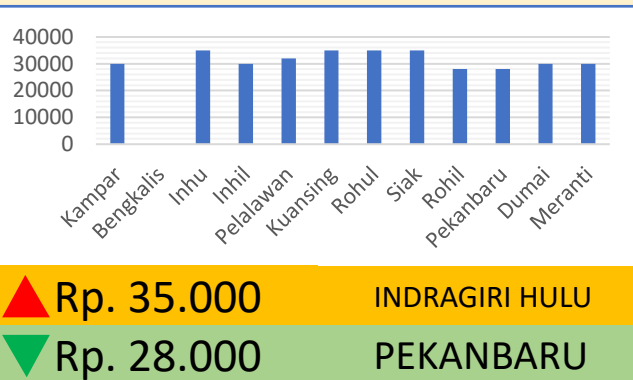 40000
30000
20000
10000
0
Kampar
Bengkalis
Inhu
Inhil
Pelalawan
Kuansing
Rohul
Siak
Rohil
Pekanbaru
Dumai
Meranti
Rp. 35.000 INDRAGIRI HULU
Rp. 28.000 PEKANBARU